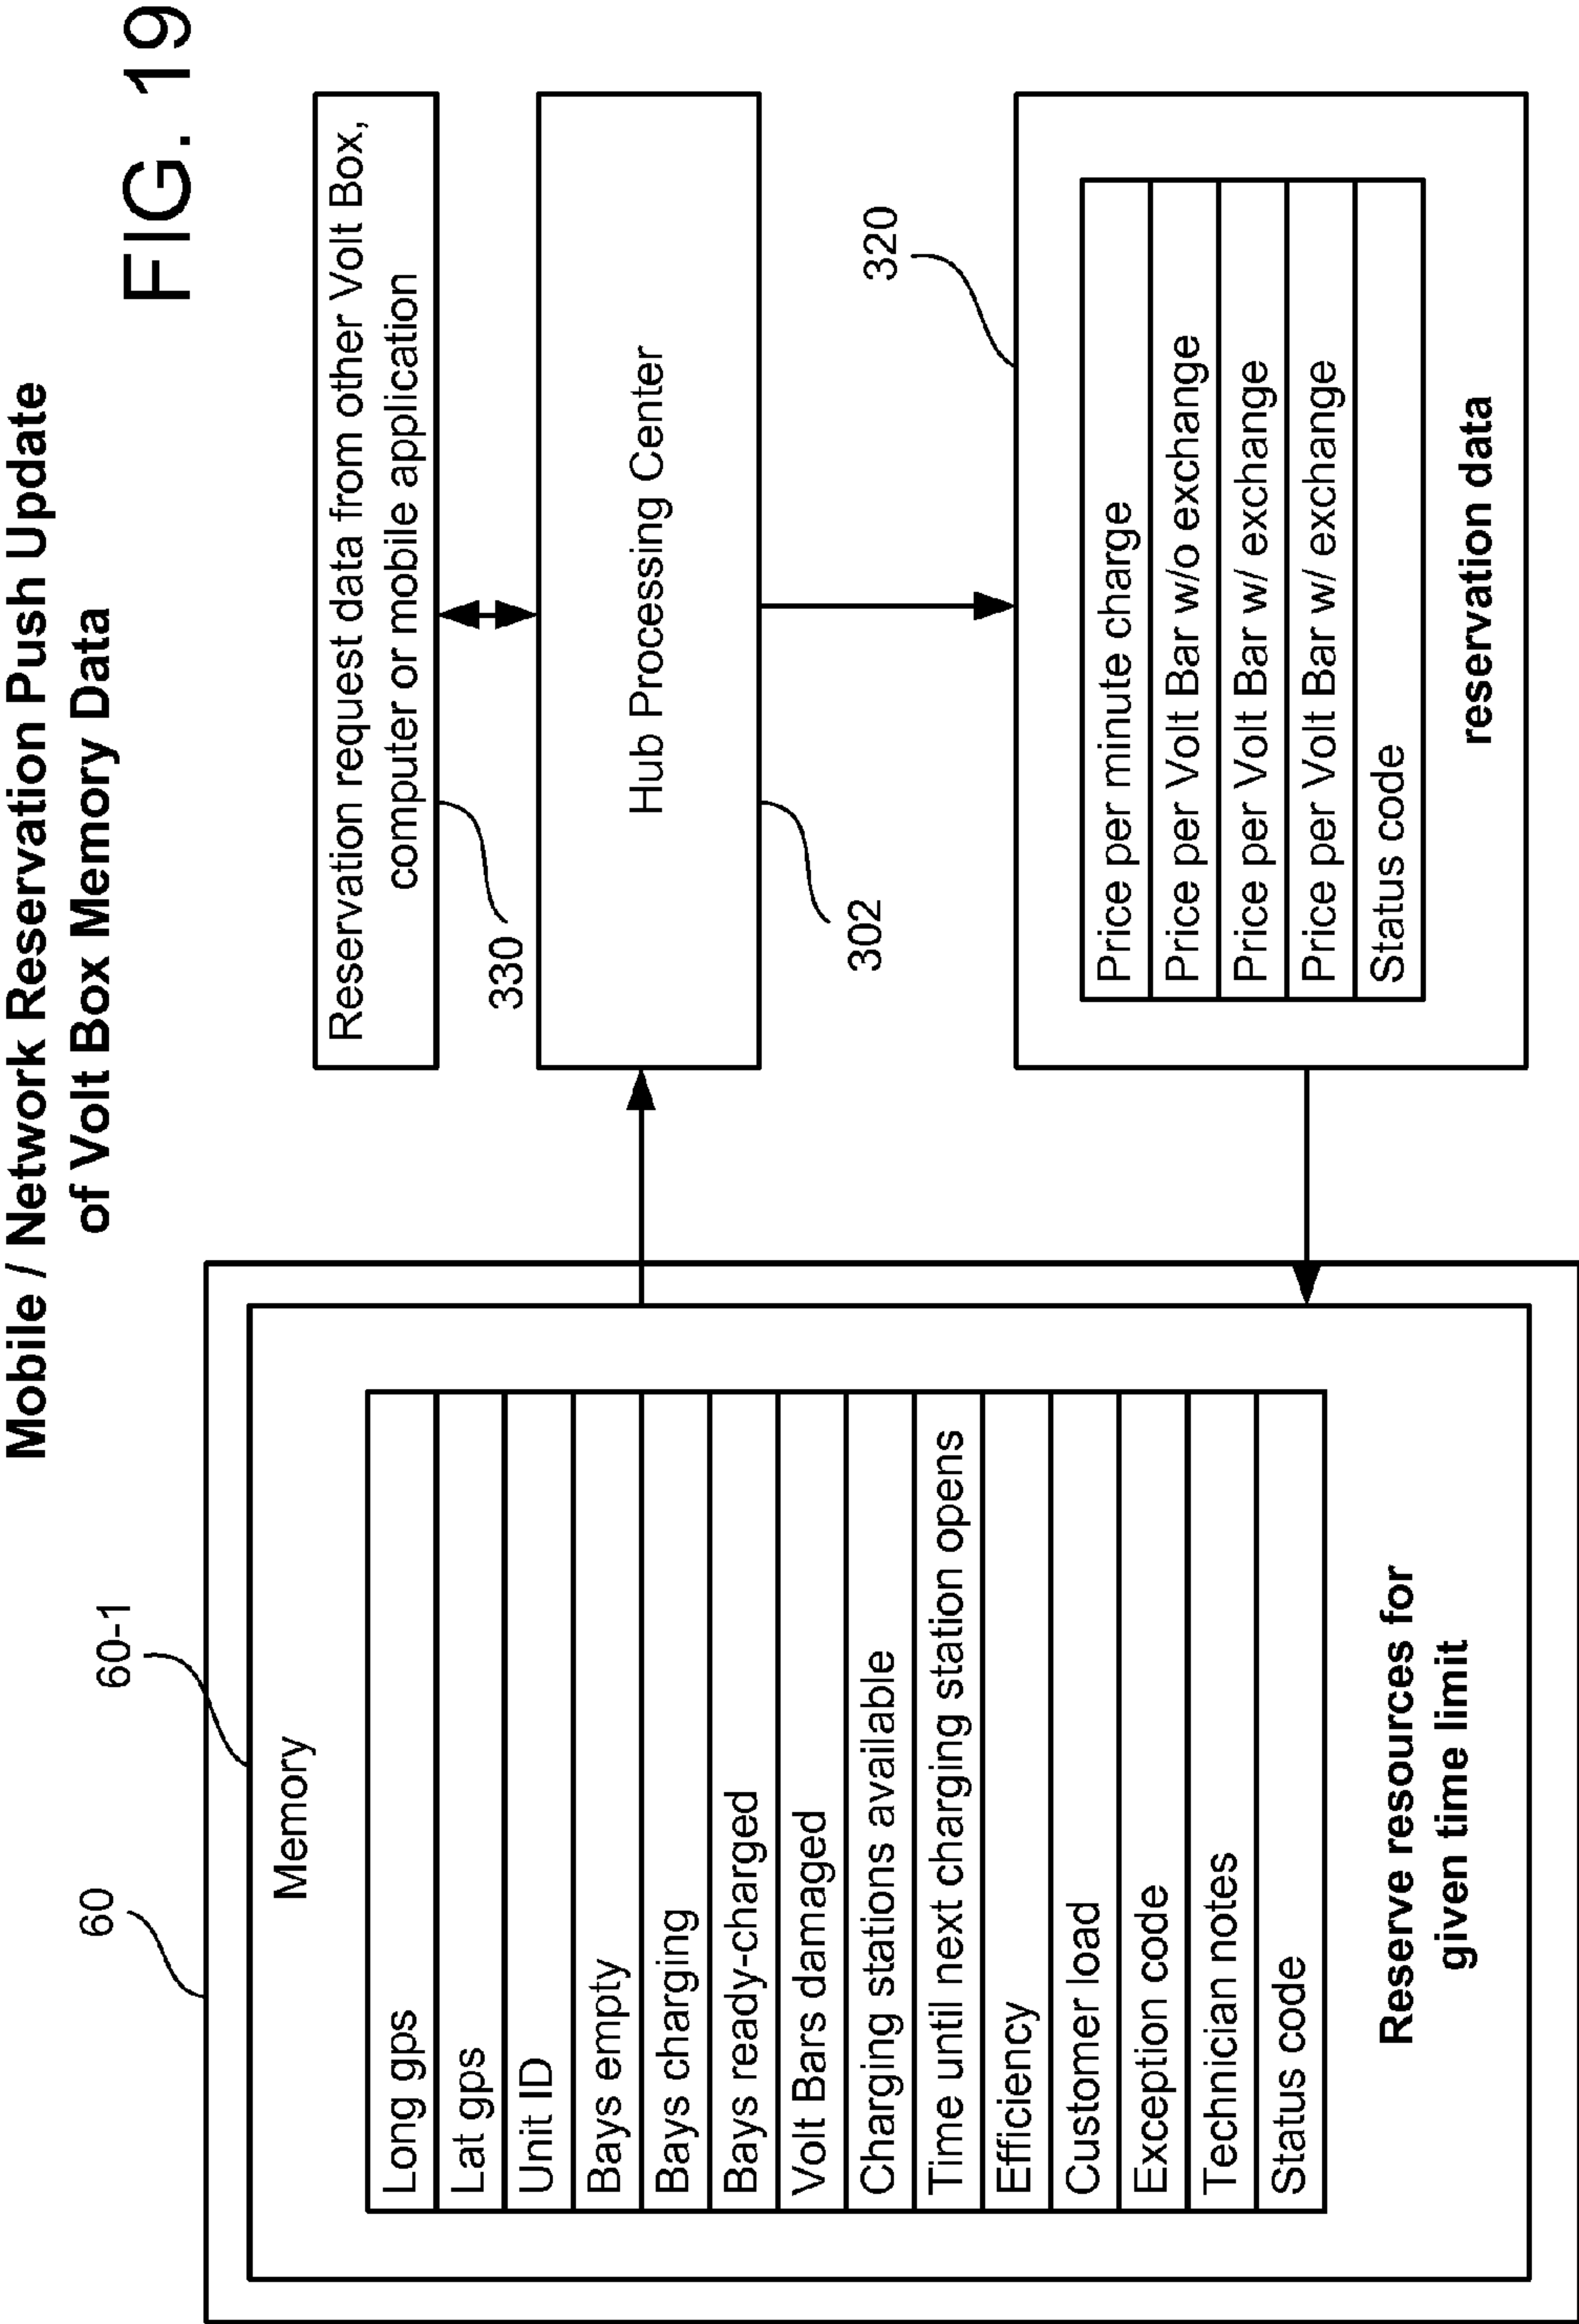 Mobile / Network Reservation Push Update
of Volt Box Memory Data
FIG. 19
60
60-1
Memory
Long gps
Lat gps
Unit ID
Bays empty
Bays charging
Bays ready-charged
Volt Bars damaged
Charging stations available
Time until next charging station opens
Efficiency
Customer load
Exception code
Technician notes
Status code
Reserve resources for
given time limit
Reservation request data from other Volt Box,
computer or mobile application
330
Hub Processing Center
302
320
Price per minute charge
Price per Volt Bar w/o exchange
Price per Volt Bar w/ exchange
Price per Volt Bar w/ exchange
Status code
reservation data